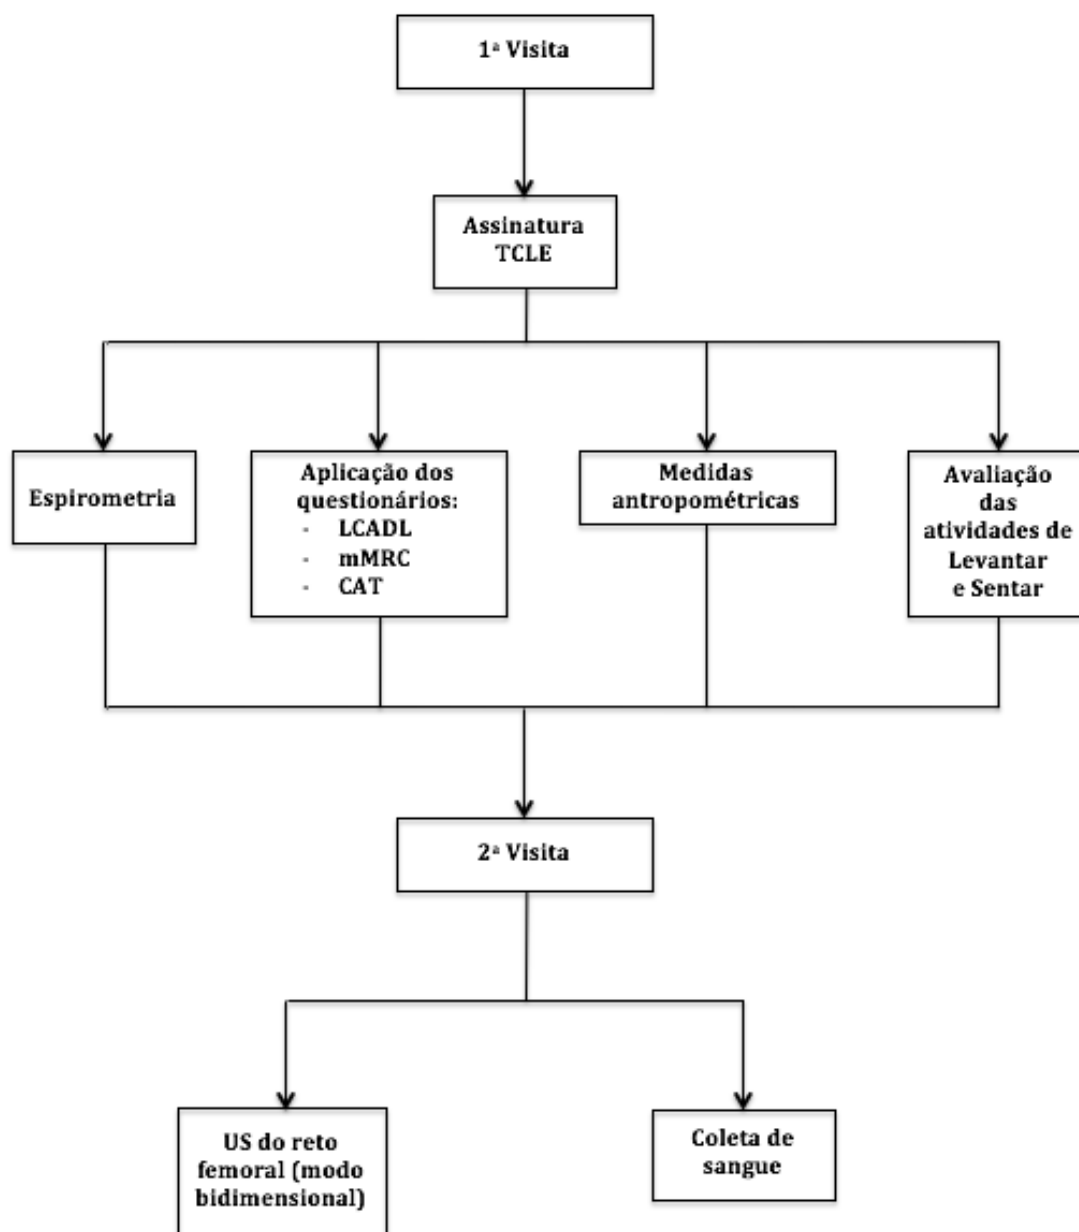 1ª Visita
Assinatura
TCLE
Espirometria
Aplicação dos
questionários:
- LCADL
- mMRC
- CAT
Medidas
antropométricas
Avaliação
das
atividades de
Levantar
e Sentar
2ª Visita
US do reto
femoral (modo
bidimensional)
Coleta de
sangue